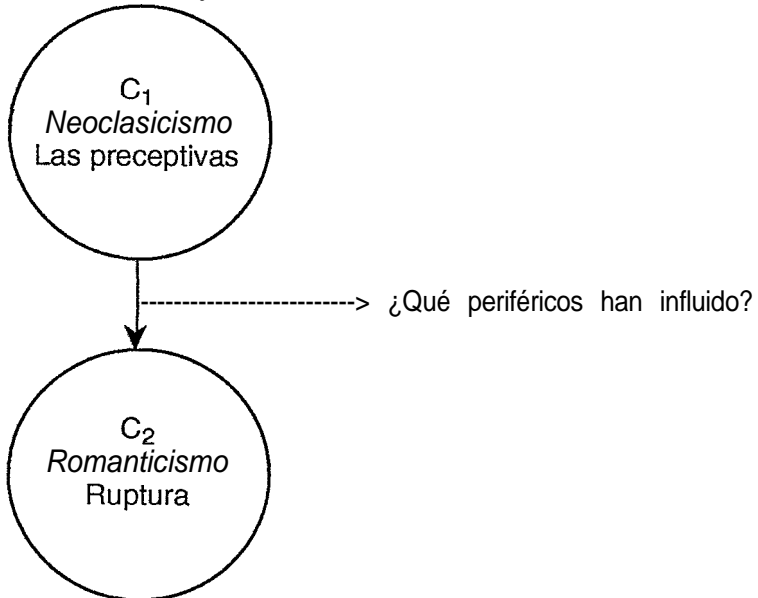 C₁
Neoclasicismo
Las preceptivas
-------------------------> ¿Qué periféricos han influido?
C₂
Romanticismo
Ruptura